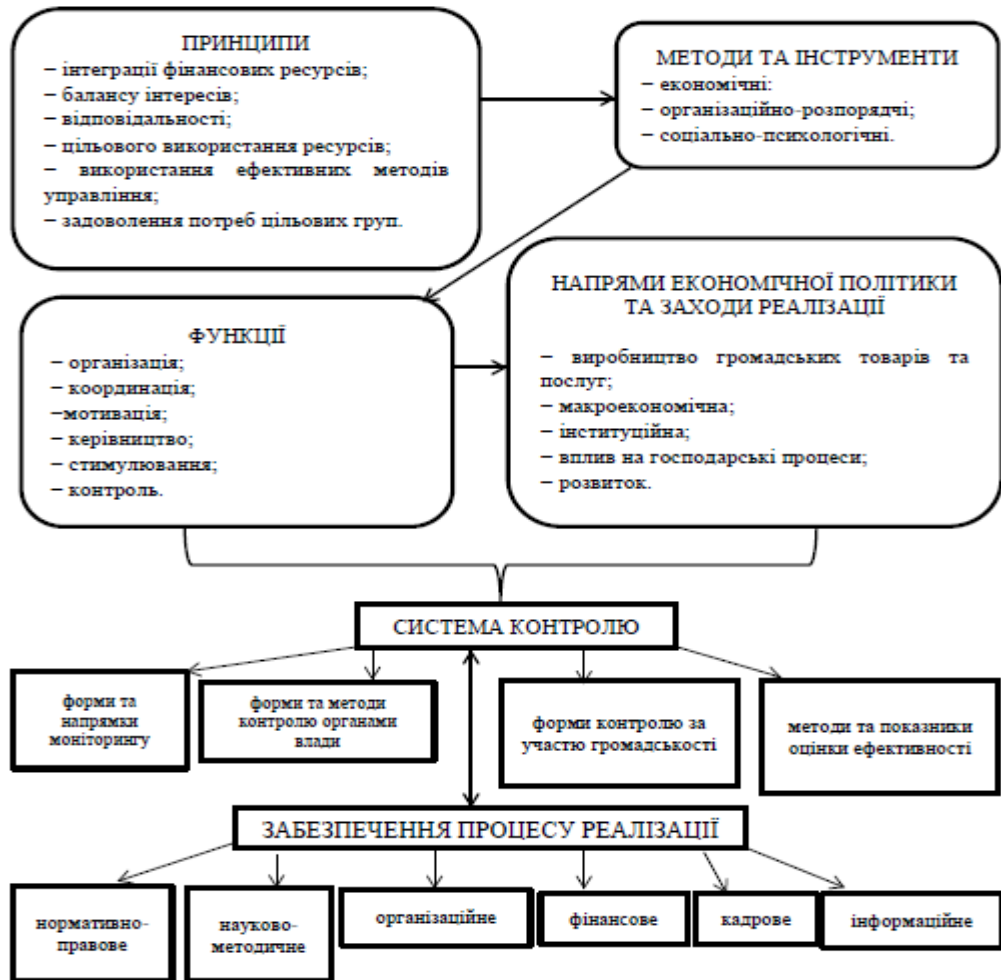 ПРИНЦИПИ
– інтеграції фінансових ресурсів;
– балансу інтересів;
– відповідальності;
– цільового використання ресурсів;
– використання ефективних методів
управління;
– задоволення потреб цільових груп.
МЕТОДИ ТА ІНСТРУМЕНТИ
– економічні:
– організаційно-розпорядчі;
– соціально-психологічні.
ФУНКЦІЇ
– організація;
– координація;
–мотивація;
– керівництво;
– стимулювання;
– контроль.
НАПРЯМИ ЕКОНОМІЧНОЇ ПОЛІТИКИ
ТА ЗАХОДИ РЕАЛІЗАЦІЇ
– виробництво громадських товарів та
послуг;
– макроекономічна;
– інституційна;
– вплив на господарські процеси;
– розвиток.
СИСТЕМА КОНТРОЛЮ
форми та
напрямки
моніторингу
форми та методи
контролю органами
влади
форми контролю за
участю громадськості
методи та показники
оцінки ефективності
ЗАБЕЗПЕЧЕННЯ ПРОЦЕСУ РЕАЛІЗАЦІЇ
нормативно-
правове
науково-
методичне
організаційне
фінансове
кадрове
інформаційне